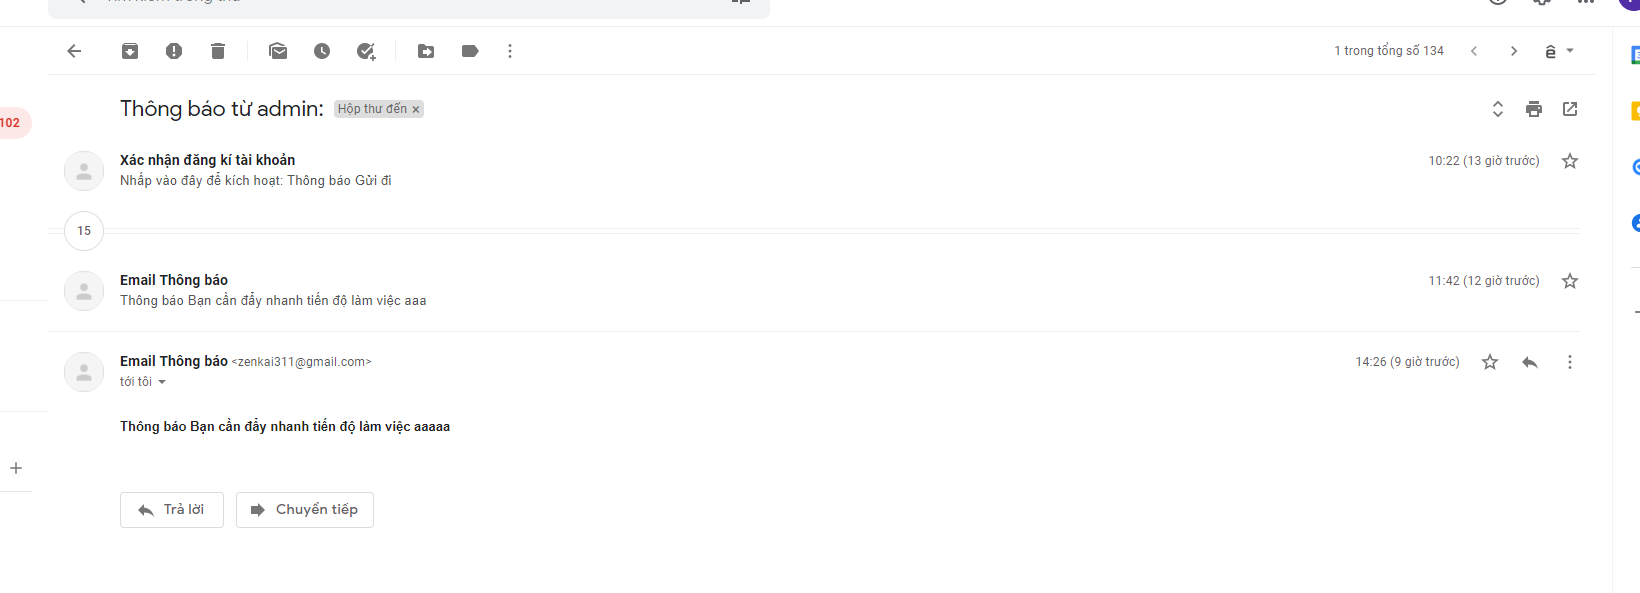 1 trong tổng số 134
ê
Thông báo từ admin: Hộp thư đến ×
102
Xác nhận đăng kí tài khoản 10:22 (13 giờ trước)
Nhấp vào đây để kích hoạt: Thông báo Gửi đi
15
Email Thông báo 11:42 (12 giờ trước)
Thông báo Bạn cần đẩy nhanh tiến độ làm việc aaa
Email Thông báo <zenkai311@gmail.com> 14:26 (9 giờ trước)
tới tôi
Thông báo Bạn cần đẩy nhanh tiến độ làm việc aaaaa
Trả lời Chuyển tiếp